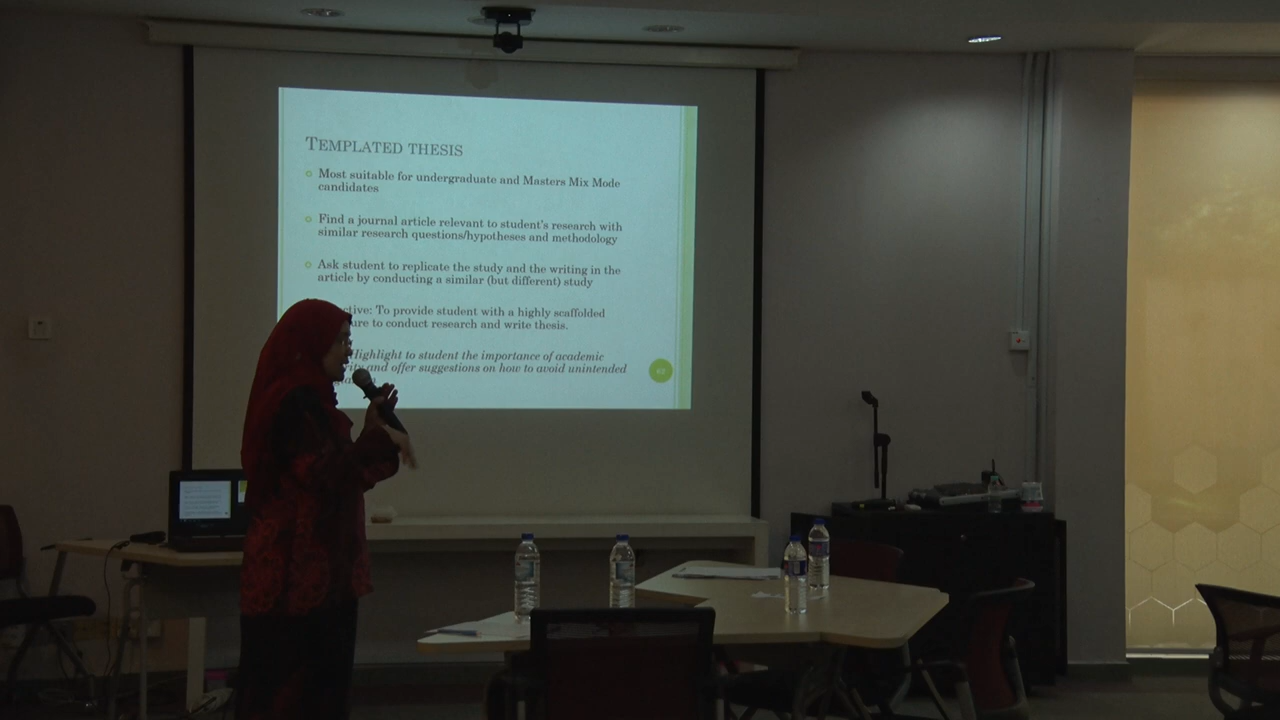 TEMPLATED THESIS
Most suitable for undergraduate and Masters Mix Mode
candidates
Find a journal article relevant to student's research with
similar research questions/hypotheses and methodology
Ask student to replicate the study and the writing in the
article by conducting a similar (but different) study
ctive: To provide student with a highly scaffolded
ure to conduct research and write thesis.
Highlight to student the importance of academic
and offer suggestions on how to avoid unintended